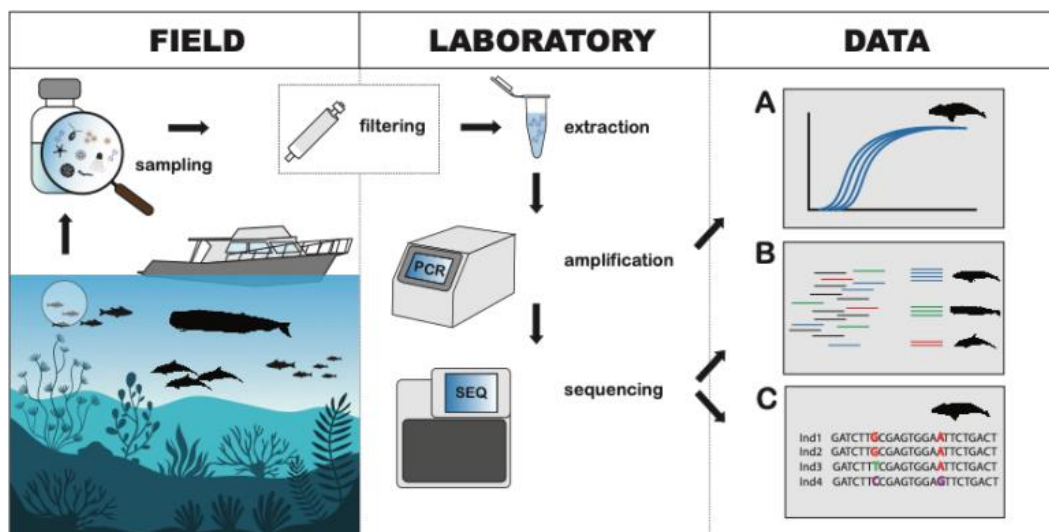 FIELD
LABORATORY
DATA
sampling
filtering
extraction
PCR
amplification
SEQ
sequencing
A
B
C
Ind1 GATCTTGCGAGTGGAATTCTGACT
Ind2 GATCTTGCGAGTGGAATTCTGACT
Ind3 GATCTTTCGAGTGGAATTCTGACT
Ind4 GATCTTCCGAGTGGAGTTCTGACT